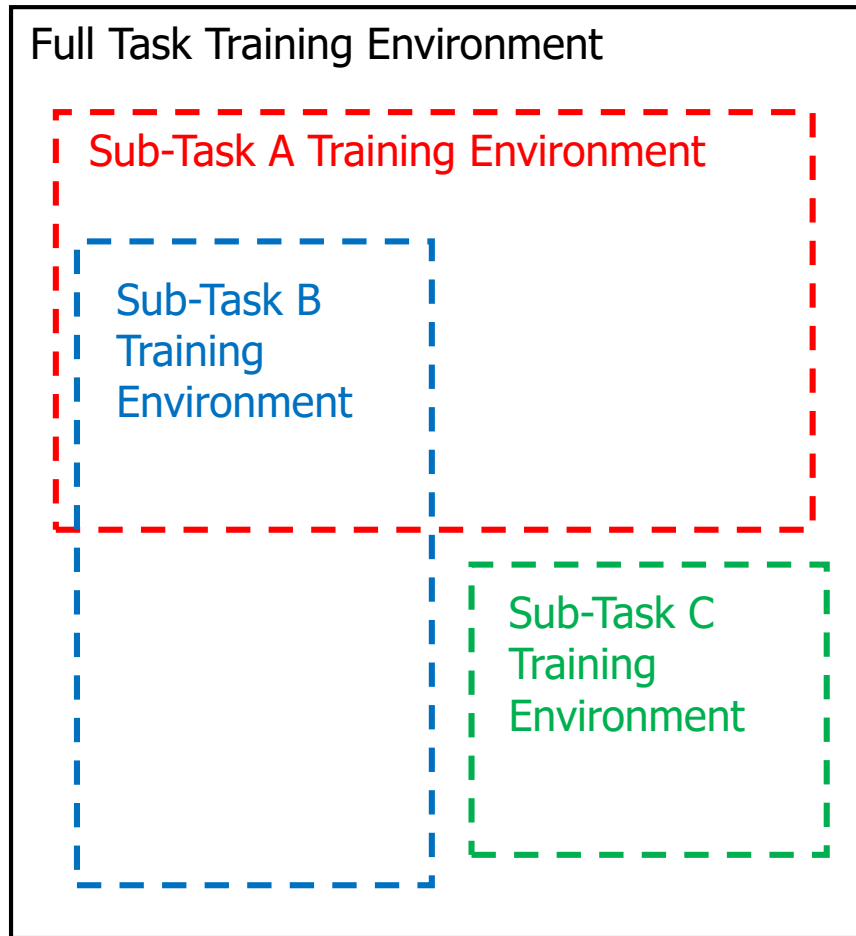 Full Task Training Environment
Sub-Task A Training Environment
Sub-Task B
Training
Environment
Sub-Task C
Training
Environment